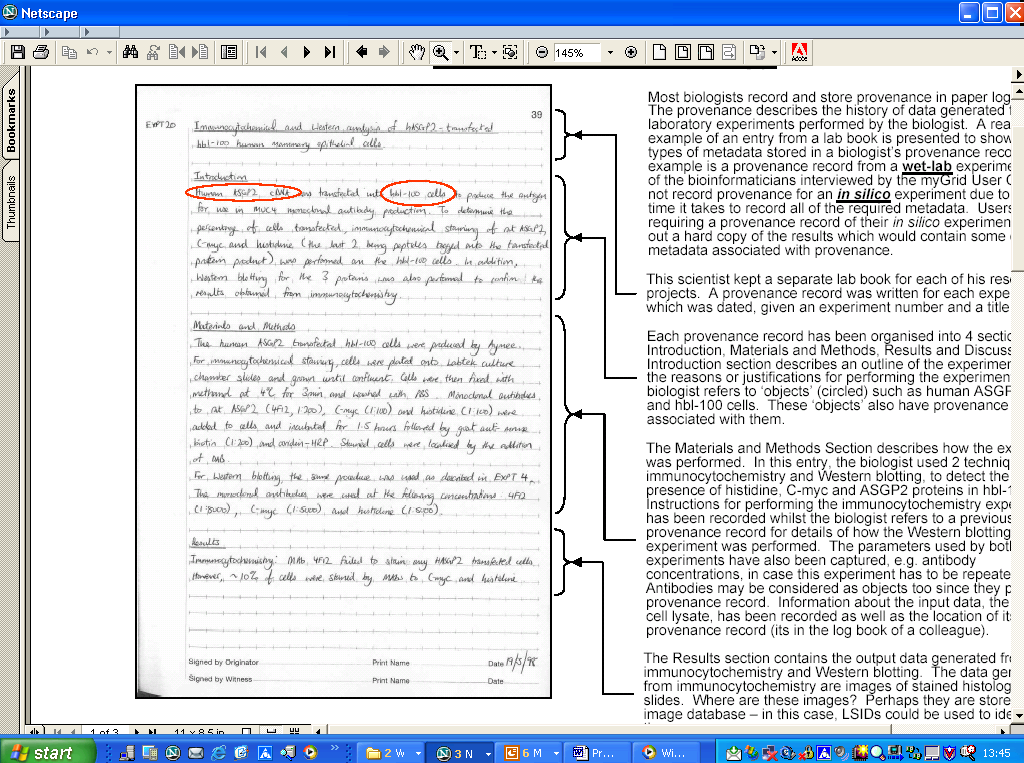 Netscape
145%
Adobe
Bookmarks
Thumbnails
39
EXPT 20
Immunocytochemical and Western analysis of hASGP2-transfected
hbl-100 human mammary epithelial cells.
Introduction
Human ASGP2 cDNA was transfected into hbl-100 cells to produce the antigen
for use in MUC4 monoclonal antibody production. To determine the
percentage of cells transfected, immunocytochemical staining of rat ASGP2,
C-myc and histidine (the last 2 being peptides tagged onto the transfected
protein product) was performed on the hbl-100 cells. In addition,
Western blotting for the 3 proteins was also performed to confirm the
results obtained from immunocytochemistry.
Materials and Methods
The human ASGP2 transfected hbl-100 cells were produced by Aymee.
For immunocytochemical staining, cells were plated onto Labtek culture
chamber slides and grown until confluent. Cells were then fixed with
methanol at 4°C for 3min and washed with PBS. Monoclonal antibodies
to rat ASGP2 (4F12, 1:200), C-myc (1:100) and histidine (1:100) were
added to cells and incubated for 1.5 hours followed by goat anti-mouse
biotin (1:200) and avidin-HRP. Stained cells were localised by the addition
of DAB.
For Western blotting, the same procedure was used as described in EXPT 4.
The monoclonal antibodies were used at the following concentrations: 4F12
(1:8000), C-myc (1:5000) and histidine (1:5000).
Results
Immunocytochemistry: MAb 4F12 failed to stain any HASGP2 transfected cells.
However, ~10% of cells were stained by MAbs to C-myc and histidine.
Signed by Originator Print Name Date 19/5/98
Signed by Witness Print Name Date
Most biologists record and store provenance in paper log
The provenance describes the history of data generated f
laboratory experiments performed by the biologist. A rea
example of an entry from a lab book is presented to show
types of metadata stored in a biologist's provenance reco
example is a provenance record from a wet-lab experime
of the bioinformaticians interviewed by the myGrid User
not record provenance for an in silico experiment due to
time it takes to record all of the required metadata. Users
requiring a provenance record of their in silico experiment
out a hard copy of the results which would contain some
metadata associated with provenance.
This scientist kept a separate lab book for each of his res
projects. A provenance record was written for each expe
which was dated, given an experiment number and a title
Each provenance record has been organised into 4 secti
Introduction, Materials and Methods, Results and Discus
Introduction section describes an outline of the experimer
the reasons or justifications for performing the experimen
biologist refers to 'objects' (circled) such as human ASGF
and hbl-100 cells. These 'objects' also have provenance
associated with them.
The Materials and Methods Section describes how the ex
was performed. In this entry, the biologist used 2 techniq
immunocytochemistry and Western blotting, to detect the
presence of histidine, C-myc and ASGP2 proteins in hbl-1
Instructions for performing the immunocytochemistry expe
has been recorded whilst the biologist refers to a previous
provenance record for details of how the Western blotting
experiment was performed. The parameters used by both
experiments have also been captured, e.g. antibody
concentrations, in case this experiment has to be repeate
Antibodies may be considered as objects too since they p
provenance record. Information about the input data, the
cell lysate, has been recorded as well as the location of it
provenance record (its in the log book of a colleague).
The Results section contains the output data generated fro
immunocytochemistry and Western blotting. The data gen
from immunocytochemistry are images of stained histolog
slides. Where are these images? Perhaps they are store
image database – in this case, LSIDs could be used to ide
1 of 3
11 x 8.5 in
start
2 W
3 N
6 M
Pr...
Wi...
13:45